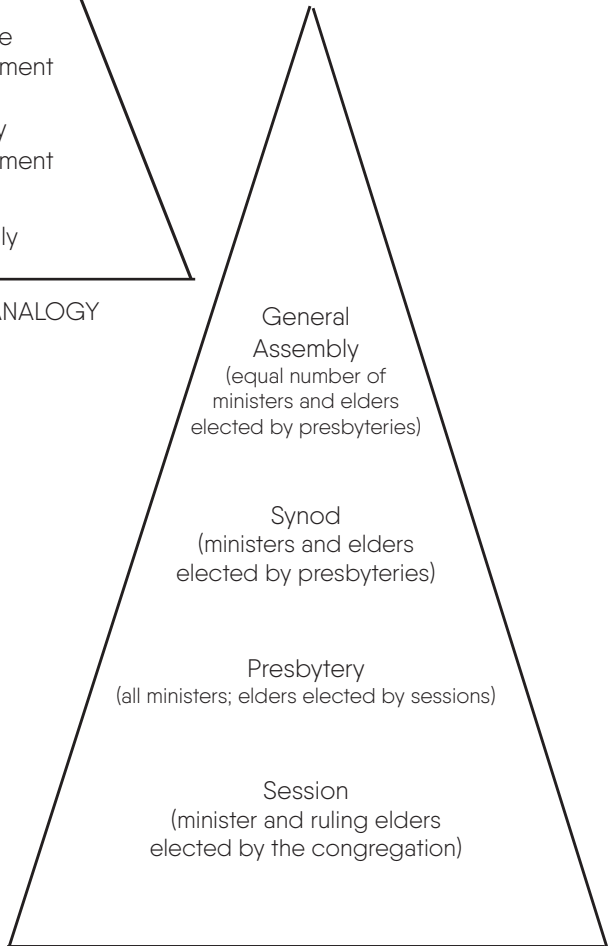 e
ment
y
ment
ly
ANALOGY
General
Assembly
(equal number of
ministers and elders
elected by presbyteries)
Synod
(ministers and elders
elected by presbyteries)
Presbytery
(all ministers; elders elected by sessions)
Session
(minister and ruling elders
elected by the congregation)